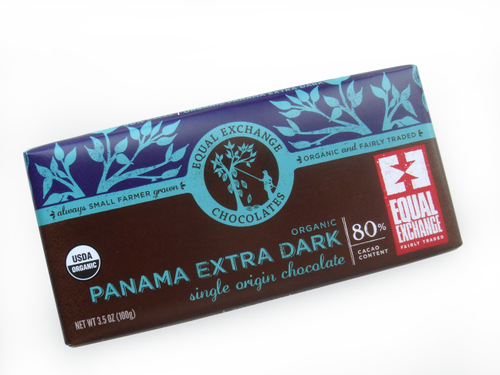 always SMALL FARMER grown
EQUAL EXCHANGE
CHOCOLATES
ORGANIC and FAIRLY TRADED
EQUAL
EXCHANGE
FAIRLY TRADED
USDA
ORGANIC
ORGANIC
PANAMA EXTRA DARK
single origin chocolate
80%
CACAO
CONTENT
NET WT 3.5 OZ (100g)